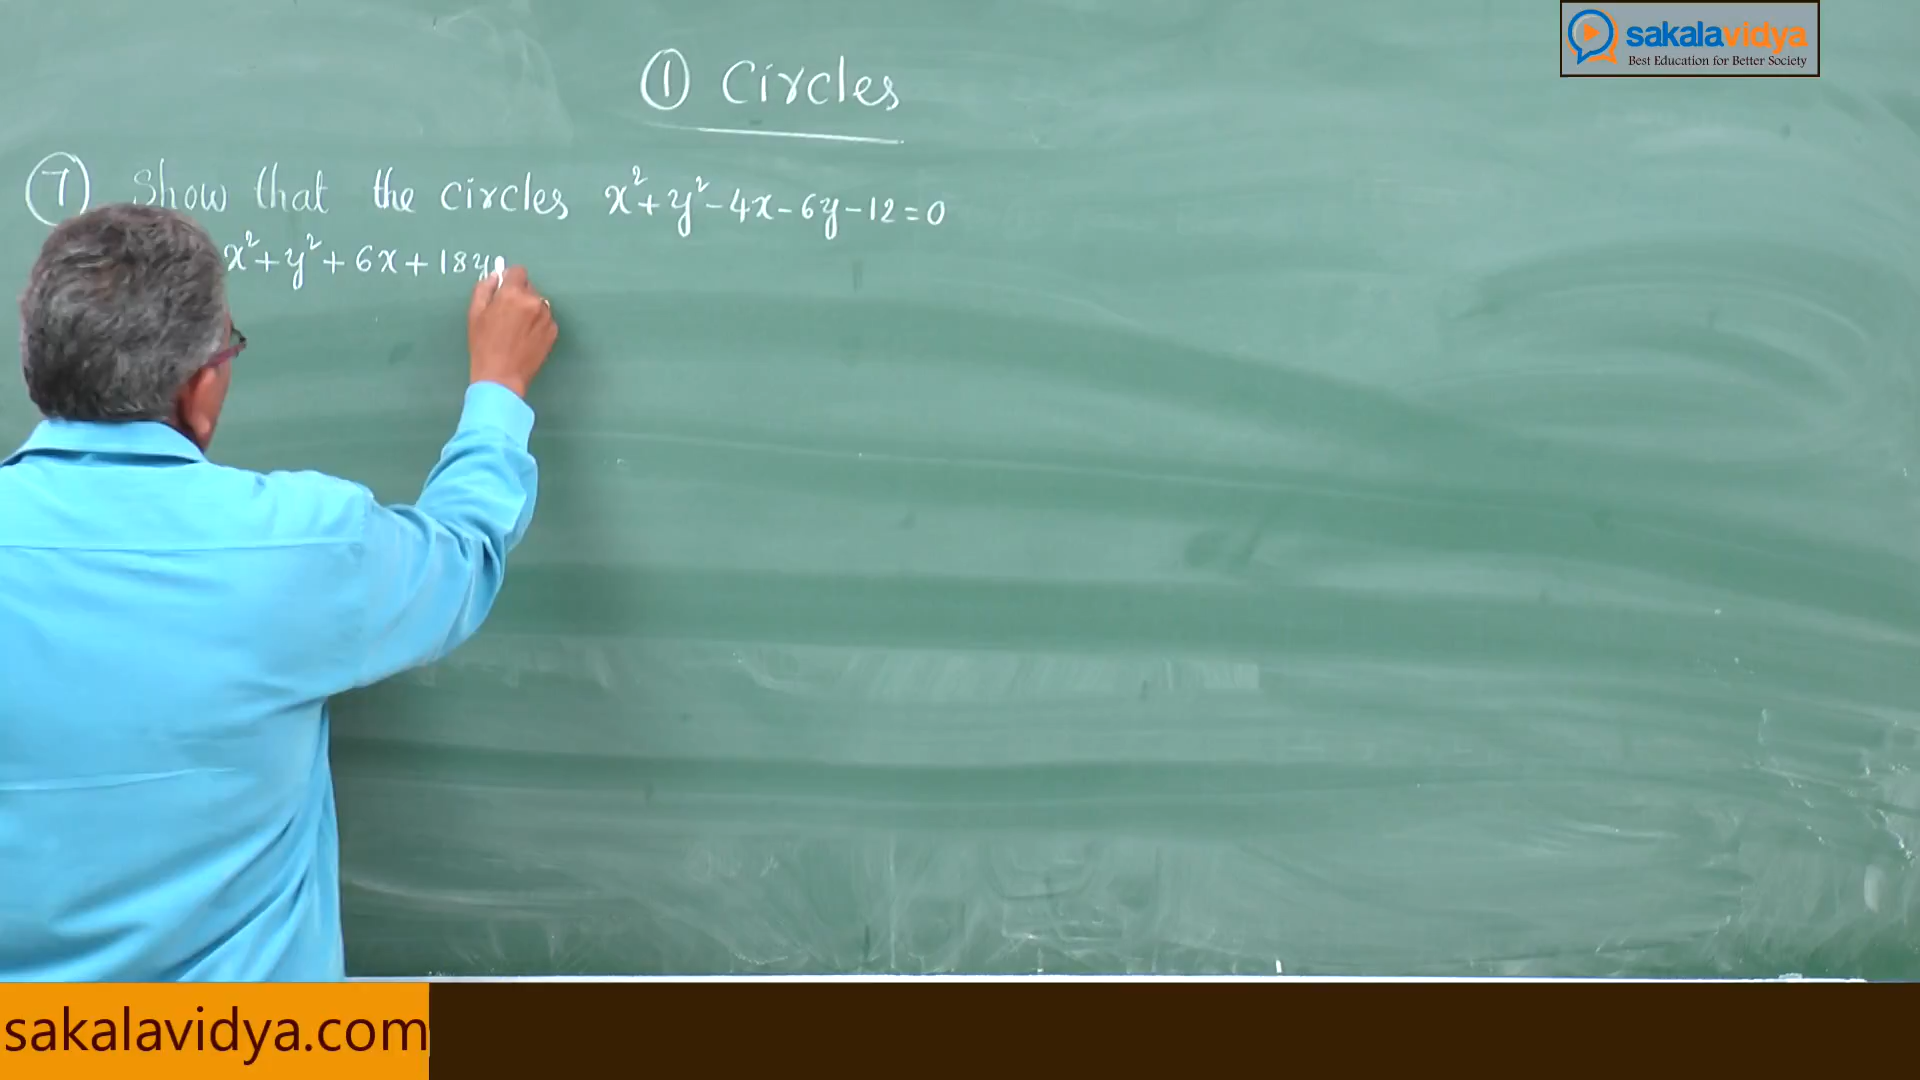 sakalavidya
Best Education for Better Society
① Circles
⑦ Show that the circles x²+y²-4x-6y-12=0
x²+y²+6x+18y
sakalavidya.com